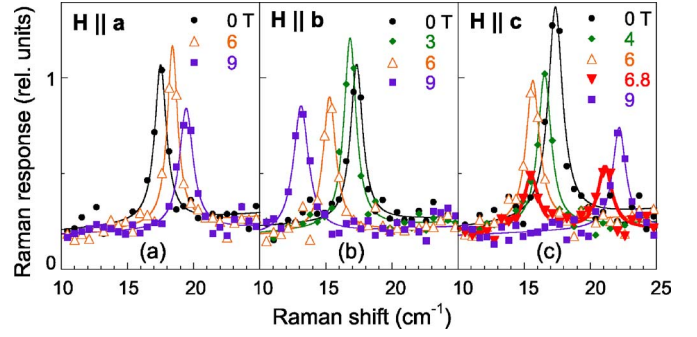 H || a
0 T
6
9
H || b
0 T
3
6
9
H || c
0 T
4
6
6.8
9
Raman response (rel. units)
1
0
(a)
(b)
(c)
10 15 20 10 15 20 10 15 20 25
Raman shift (cm-1)